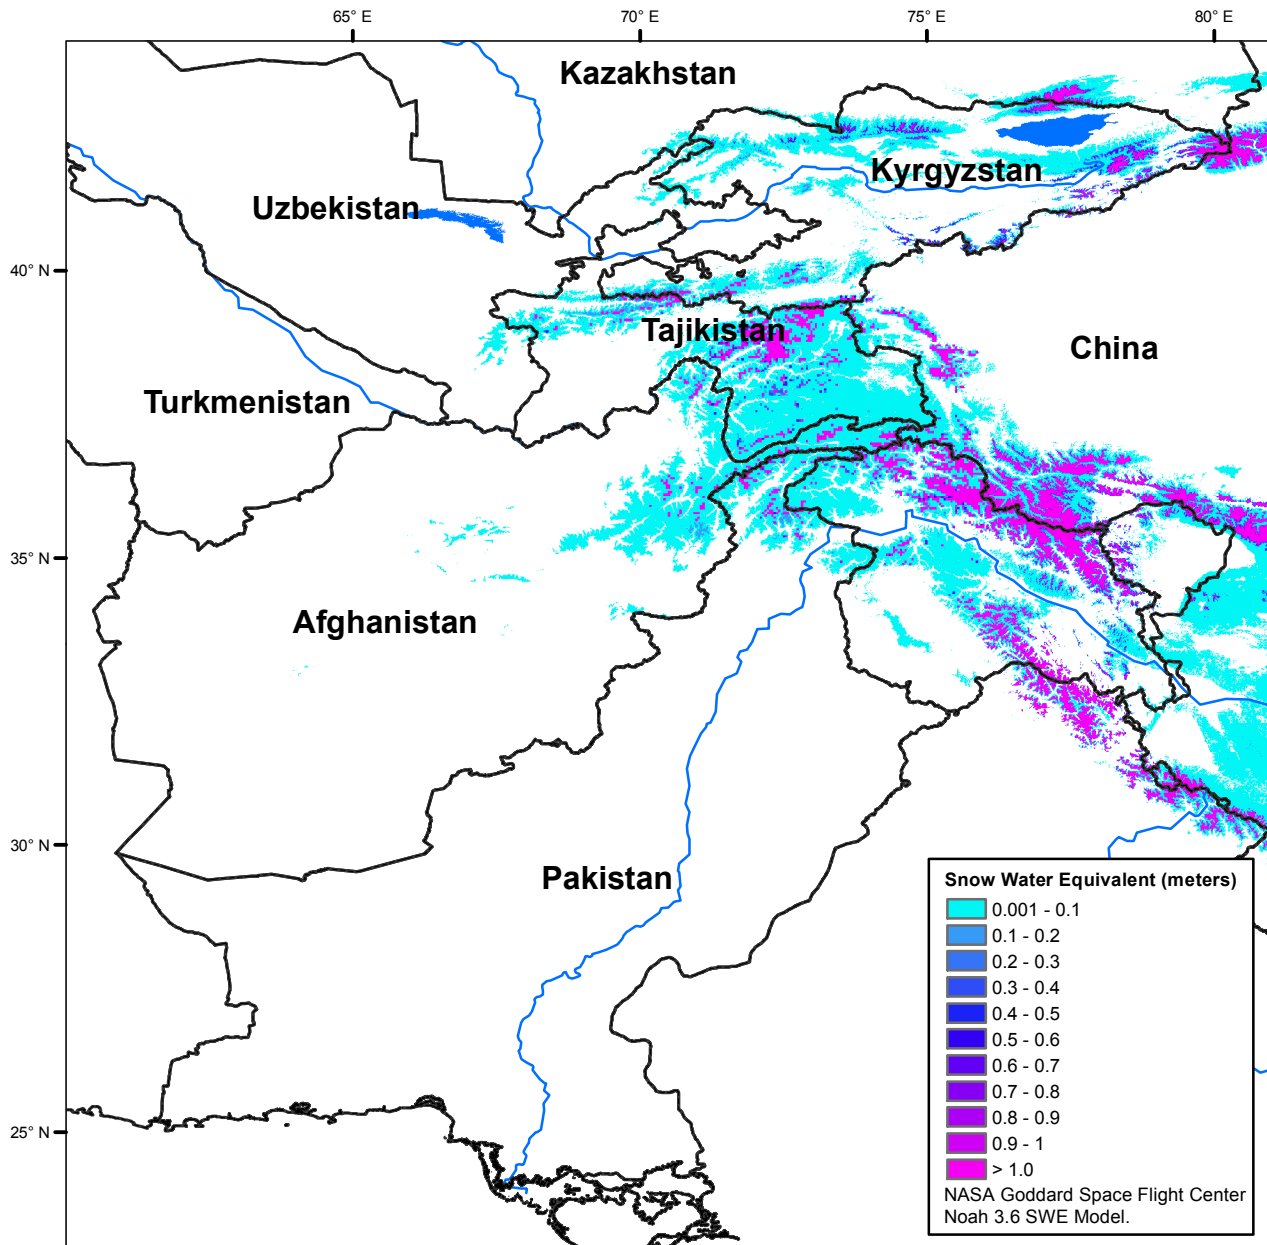 65° E
70° E
75° E
80° E
Kazakhstan
Kyrgyzstan
Uzbekistan
40° N
Tajikistan
China
Turkmenistan
35° N
Afghanistan
30° N
Pakistan
25° N
Snow Water Equivalent (meters)
0.001 - 0.1
0.1 - 0.2
0.2 - 0.3
0.3 - 0.4
0.4 - 0.5
0.5 - 0.6
0.6 - 0.7
0.7 - 0.8
0.8 - 0.9
0.9 - 1
> 1.0
NASA Goddard Space Flight Center
Noah 3.6 SWE Model.